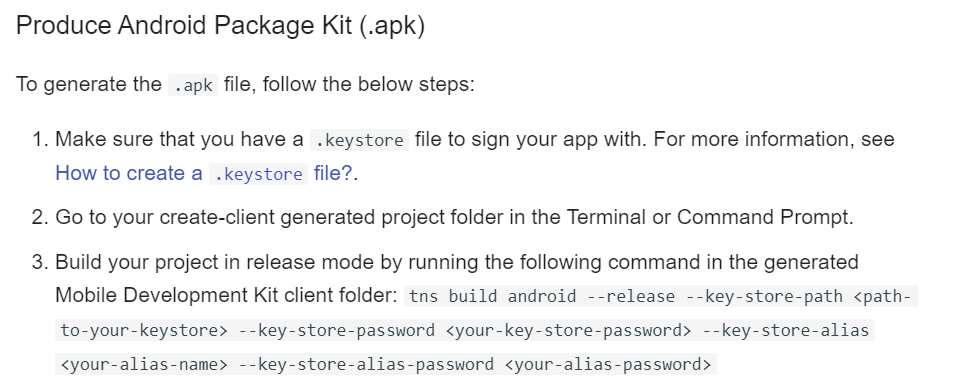 Produce Android Package Kit (.apk)
To generate the .apk file, follow the below steps:
1. Make sure that you have a .keystore file to sign your app with. For more information, see
How to create a .keystore file?.
2. Go to your create-client generated project folder in the Terminal or Command Prompt.
3. Build your project in release mode by running the following command in the generated
Mobile Development Kit client folder: tns build android --release --key-store-path <path-
to-your-keystore> --key-store-password <your-key-store-password> --key-store-alias
<your-alias-name> --key-store-alias-password <your-alias-password>